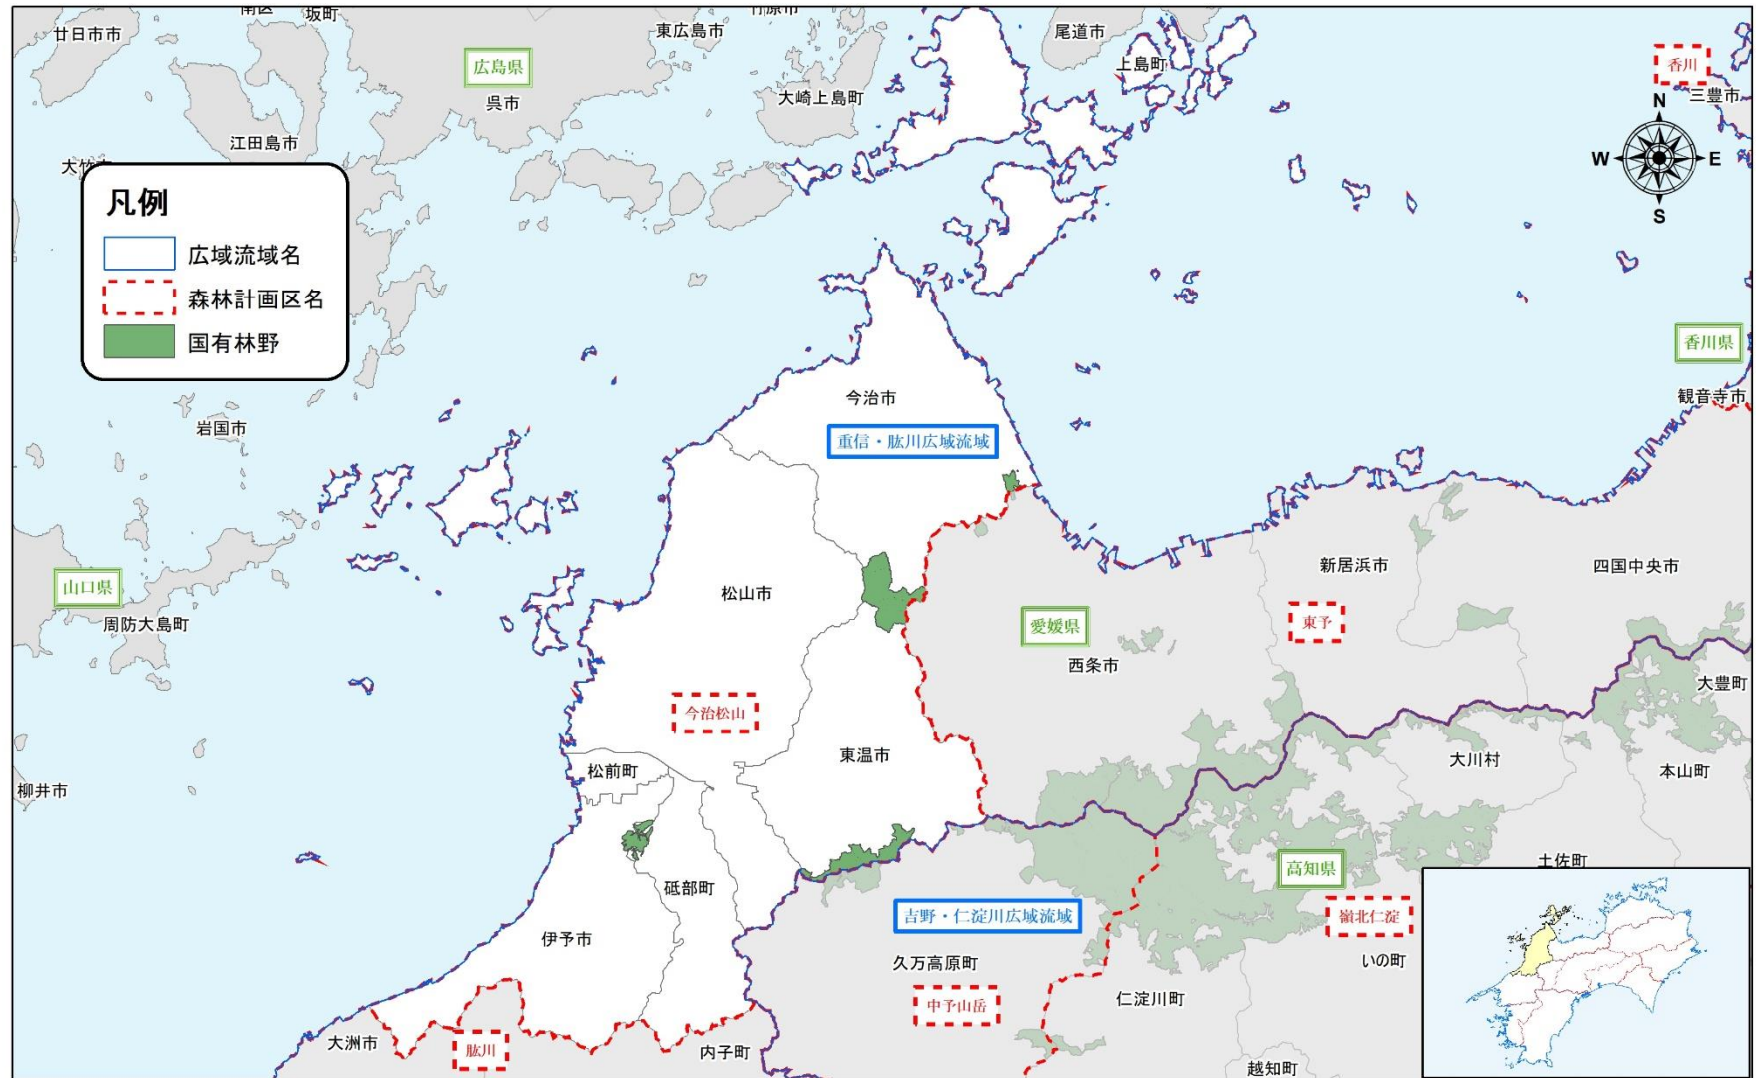 坂町
廿日市市
東広島市
尾道市
上島町
広島県
香川
呉市
大崎上島町
三豊市
N
江田島市
W
E
S
凡例
広域流域名
森林計画区名
国有林野
香川県
今治市
観音寺市
岩国市
重信・肱川広域流域
新居浜市
四国中央市
山口県
松山市
周防大島町
愛媛県
東予
西条市
大豊町
今治松山
東温市
松前町
大川村
本山町
柳井市
土佐町
高知県
砥部町
吉野・仁淀川広域流域
嶺北仁淀
伊予市
久万高原町
いの町
中予山岳
仁淀川町
大洲市
肱川
内子町
越知町